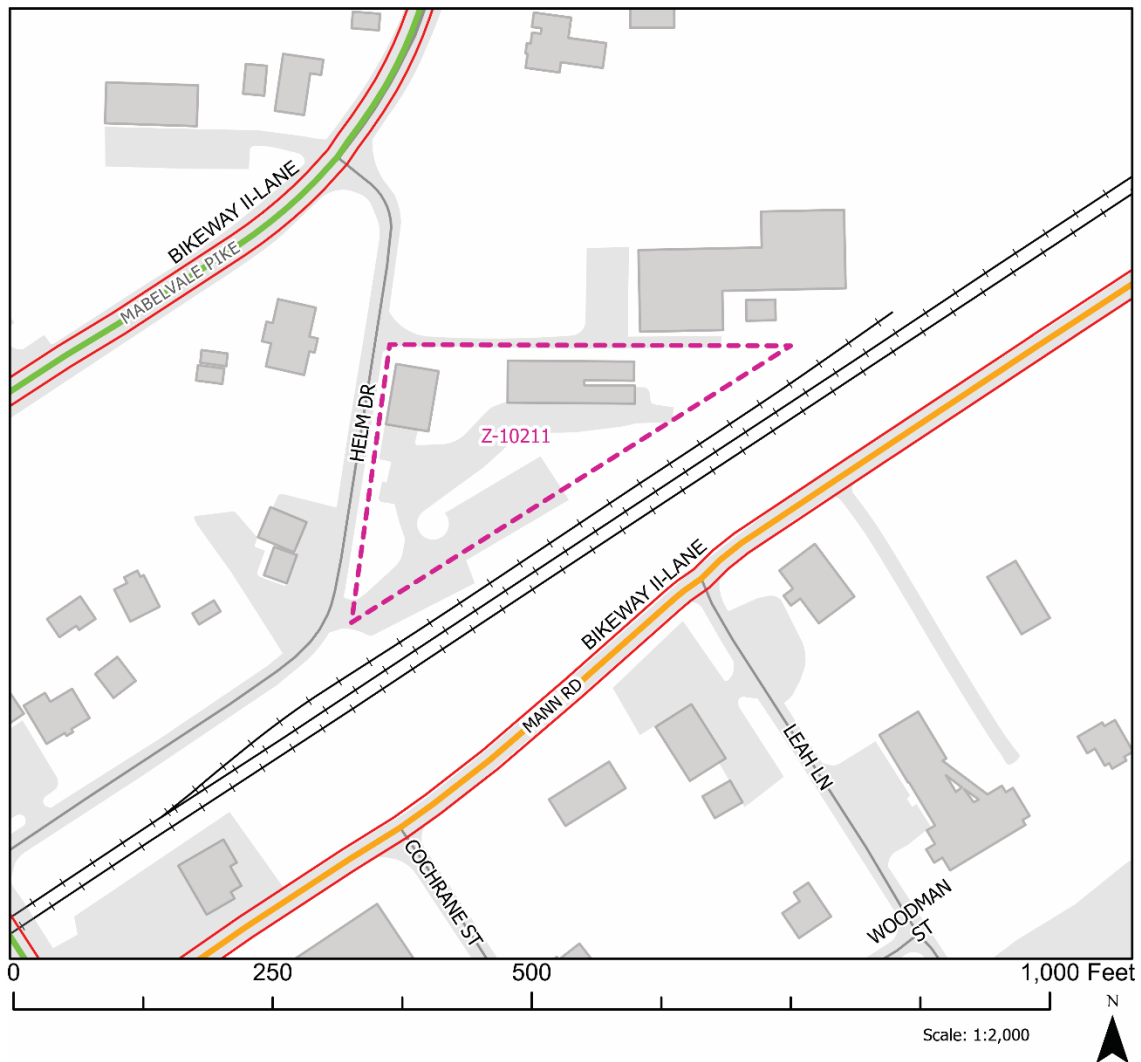 BIKEWAY II-LANE
MABELVALE PIKE
HELM DR
Z-10211
BIKEWAY II-LANE
MANN RD
LEAH LN
COCHRANE ST
WOODMAN
ST
0 250 500 1,000 Feet
N
Scale: 1:2,000